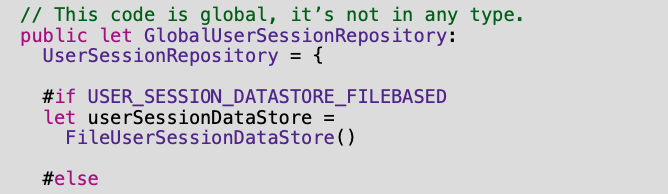 // This code is global, it’s not in any type.
public let GlobalUserSessionRepository:
UserSessionRepository = {
#if USER_SESSION_DATASTORE_FILEBASED
let userSessionDataStore =
FileUserSessionDataStore()
#else